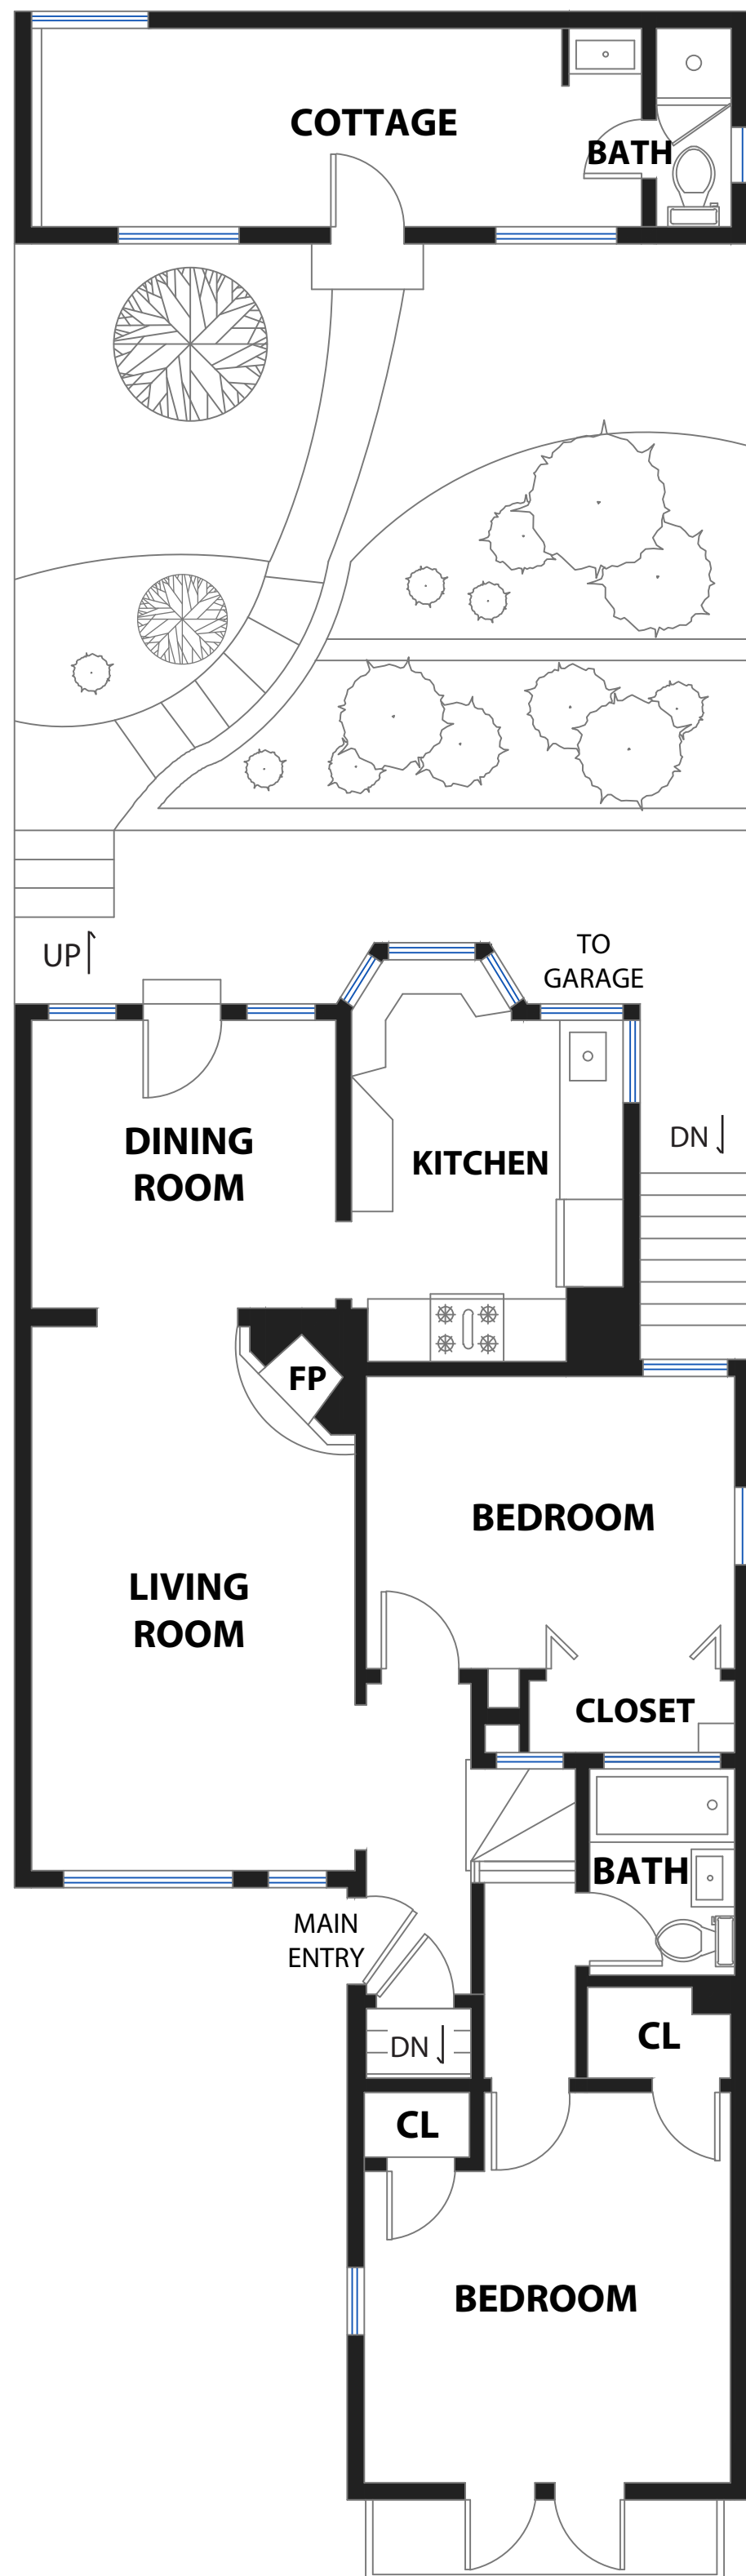 COTTAGE
BATH
UP
TO
GARAGE
DINING
ROOM
KITCHEN
DN
FP
BEDROOM
LIVING
ROOM
CLOSET
BATH
MAIN
ENTRY
DN
CL
CL
BEDROOM